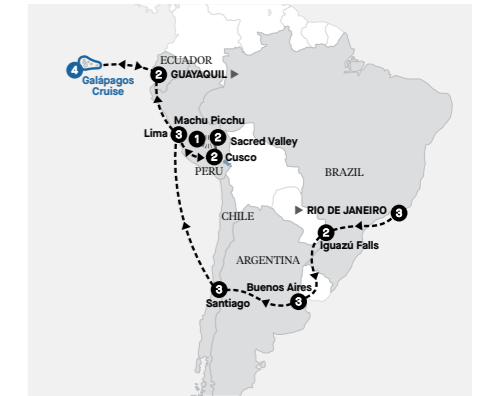 ECUADOR
2 GUAYAQUIL
4
Galápagos
Cruise
Machu Picchu
Lima 3
1
2 Sacred Valley
2 Cusco
PERU
BRAZIL
RIO DE JANEIRO 3
CHILE
2
Iguazú Falls
ARGENTINA
Buenos Aires
3
3
Santiago